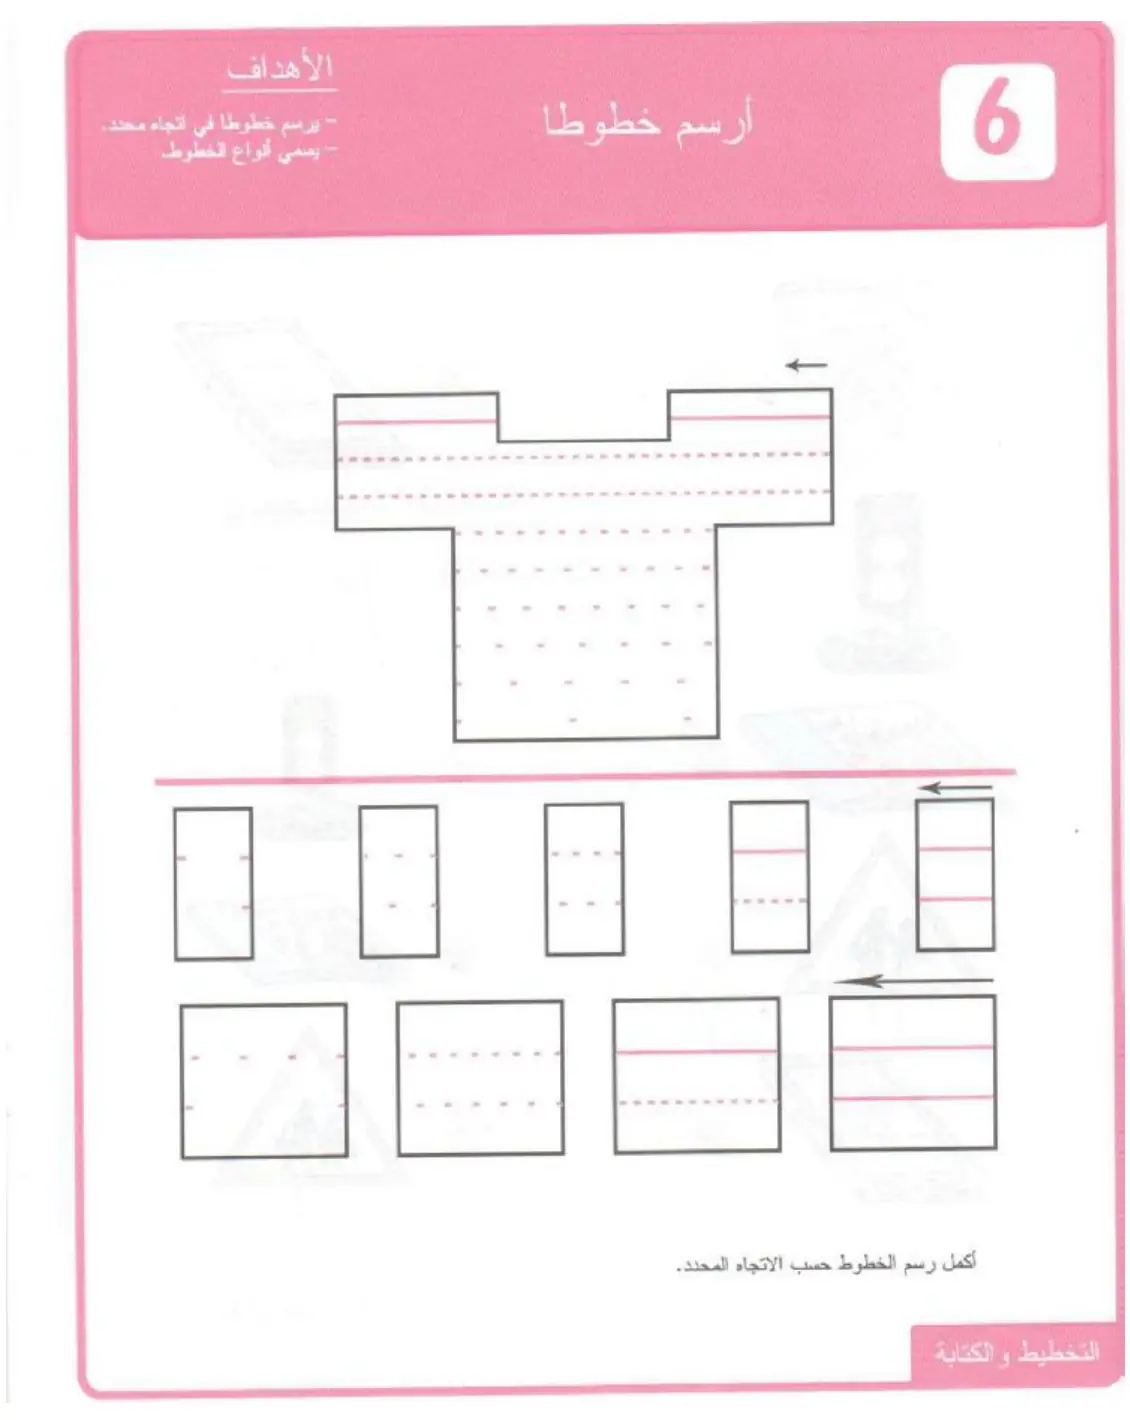 6
أرسم خطوطا
الأهداف
- يرسم خطوطا في اتجاه محدد.
- يسمي أنواع الخطوط.
أكمل رسم الخطوط حسب الاتجاه المحدد.
التخطيط والكتابة